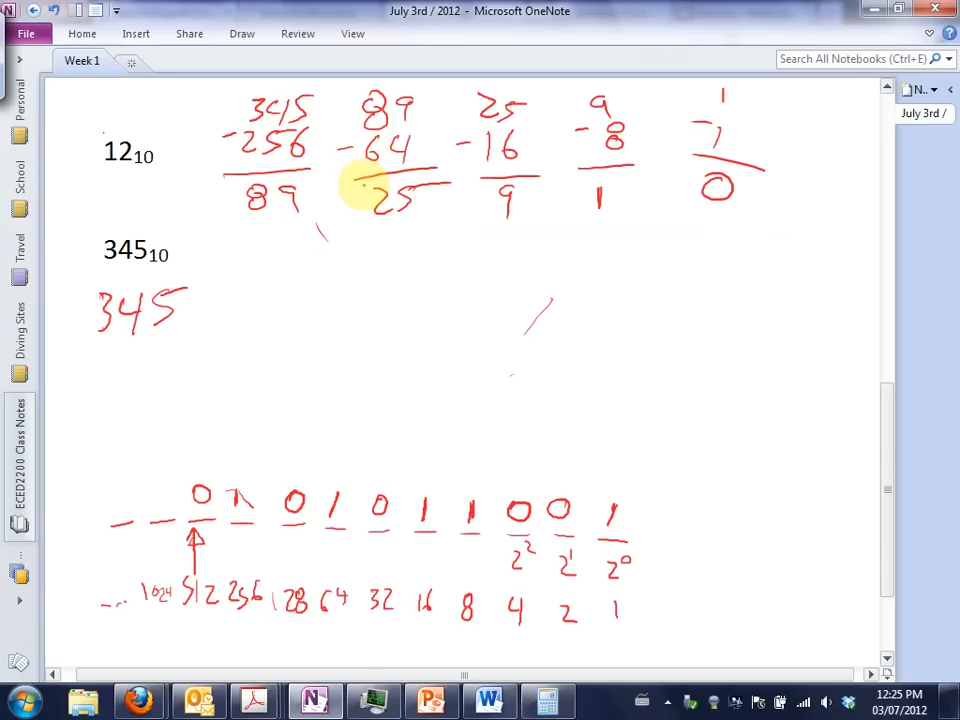 July 3rd / 2012 - Microsoft OneNote
File Home Insert Share Draw Review View
Week 1
Search All Notebooks (Ctrl+E)
N..
July 3rd /
Personal
School
Travel
Diving Sites
ECED2200 Class Notes
345 89 25 9 1
-256 -64 -16 -8 -1
89 25 9 1 0
12₁₀
345₁₀
345
0 1 0 1 0 1 1 0 0 1
2² 2¹ 2⁰
... 1024 512 256 128 64 32 16 8 4 2 1
12:25 PM
03/07/2012